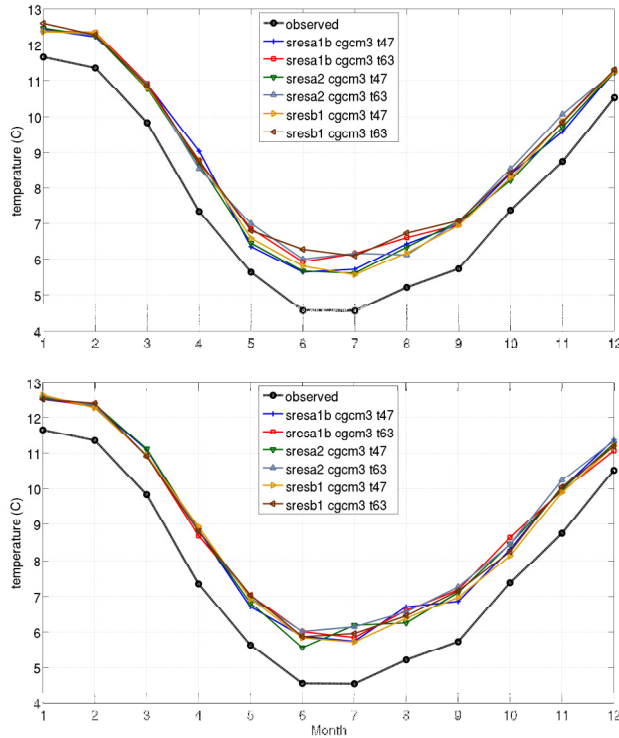 13
12
11
10
9
8
7
6
5
4
temperature (C)
observed
sresa1b cgcm3 t47
sresa1b cgcm3 t63
sresa2 cgcm3 t47
sresa2 cgcm3 t63
sresb1 cgcm3 t47
sresb1 cgcm3 t63
1 2 3 4 5 6 7 8 9 10 11 12
13
12
11
10
9
8
7
6
5
4
temperature (C)
observed
sresa1b cgcm3 t47
sresa1b cgcm3 t63
sresa2 cgcm3 t47
sresa2 cgcm3 t63
sresb1 cgcm3 t47
sresb1 cgcm3 t63
1 2 3 4 5 6 7 8 9 10 11 12
Month